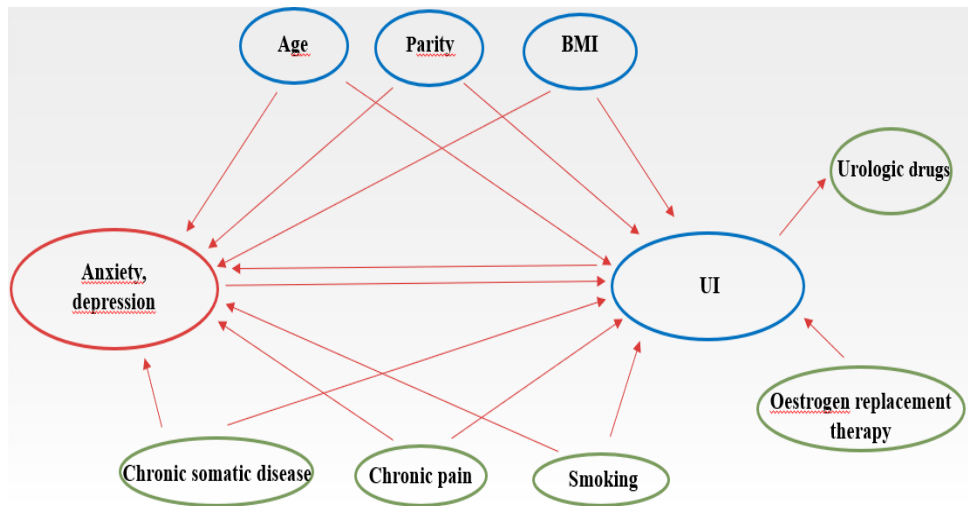 Age
Parity
BMI
Urologic drugs
Anxiety,
depression
UI
Oestrogen replacement
therapy
Chronic somatic disease
Chronic pain
Smoking